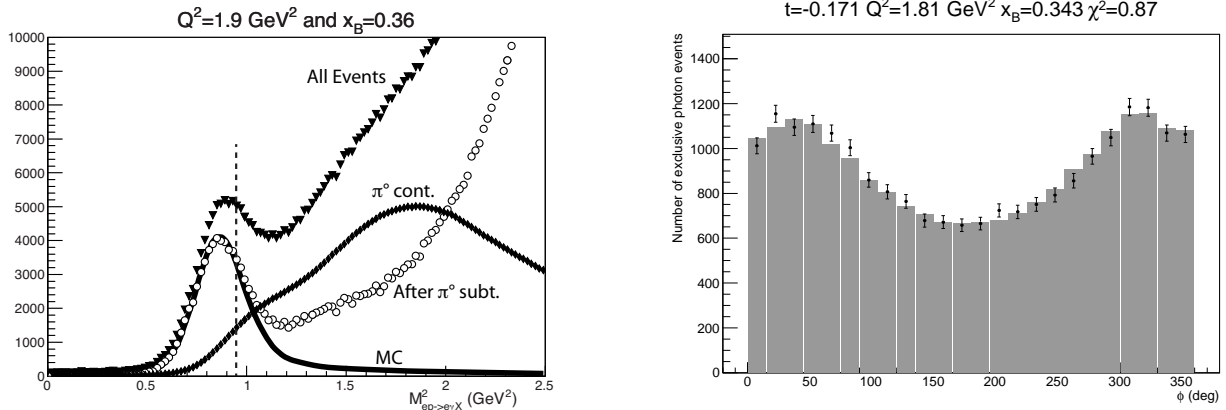 Q²=1.9 GeV² and x_B=0.36
10000
9000
8000
7000
6000
5000
4000
3000
2000
1000
0
All Events
π° cont.
After π° subt.
MC
0 0.5 1 1.5 2 2.5
M²_ep->eγX (GeV²)
t=-0.171 Q²=1.81 GeV² x_B=0.343 χ²=0.87
Number of exclusive photon events
1400
1200
1000
800
600
400
200
0
0 50 100 150 200 250 300 350
φ (deg)